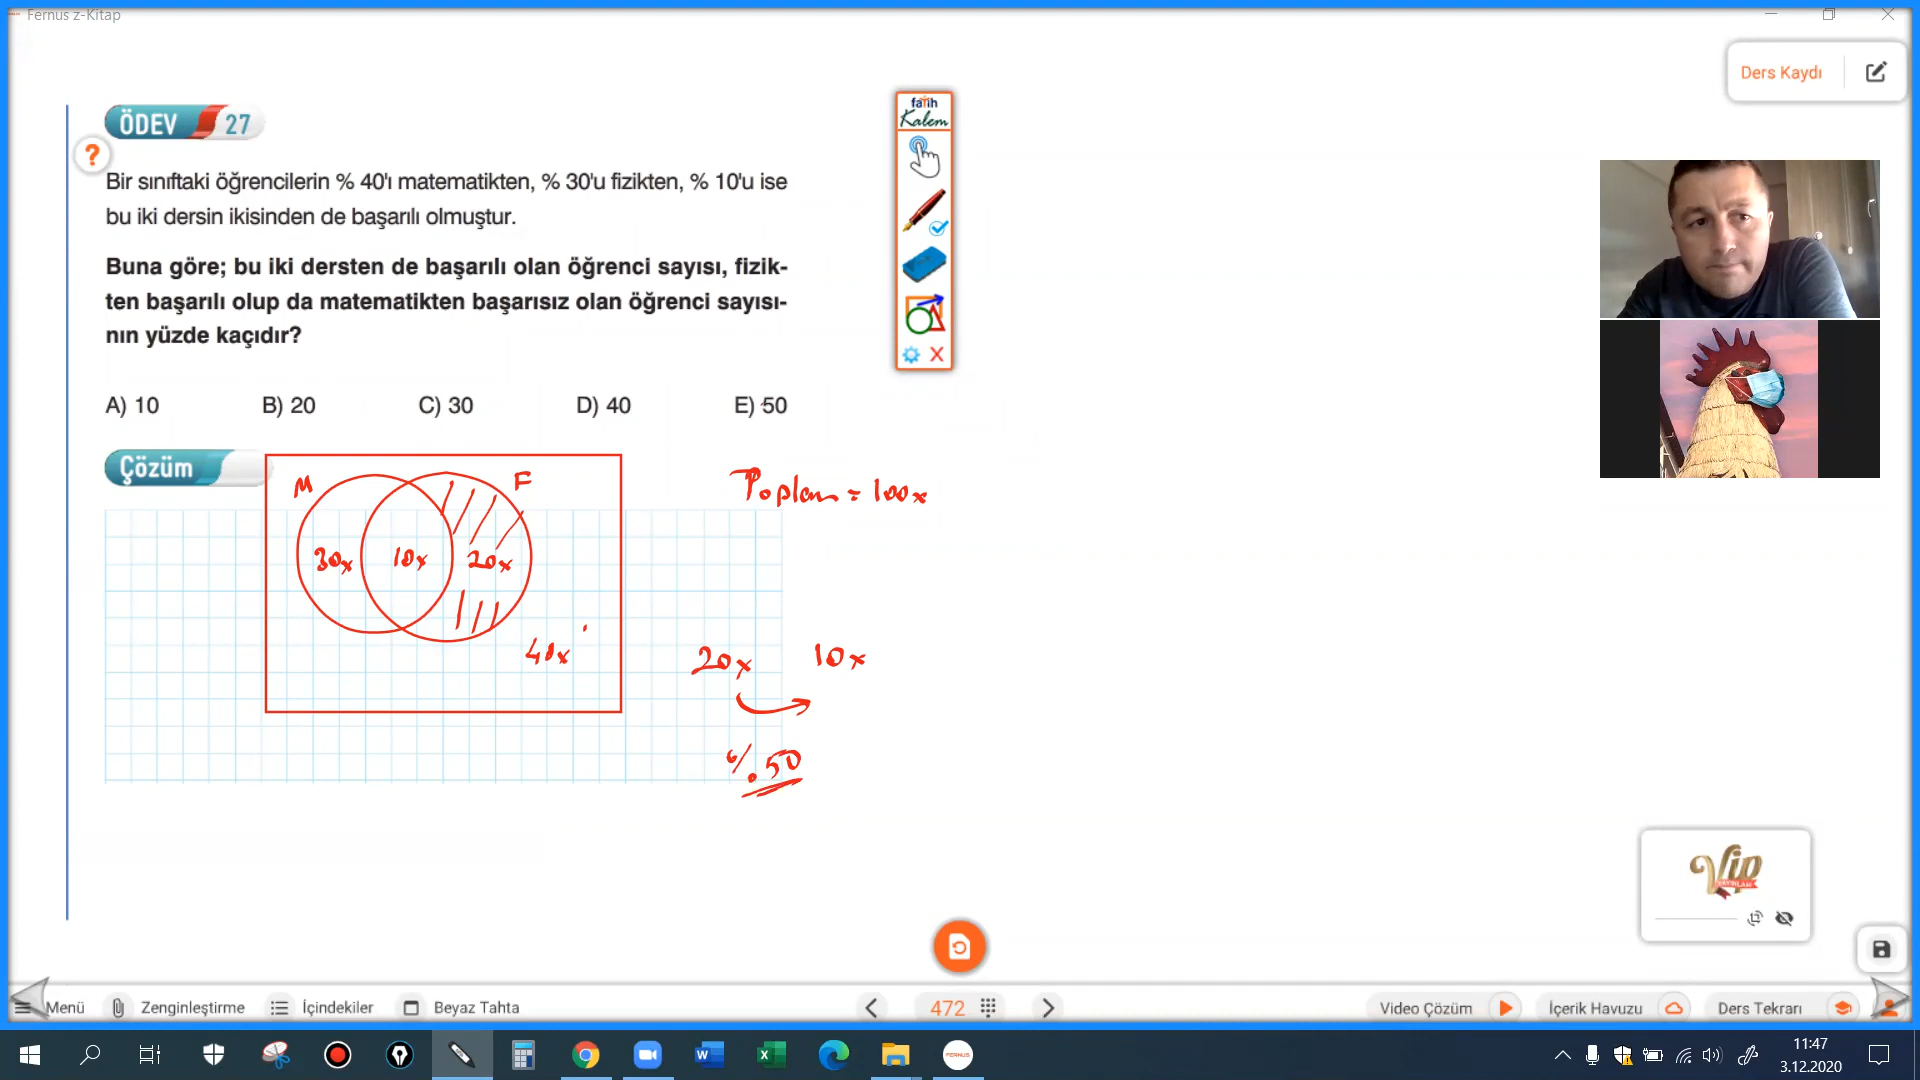 Fernus z-Kitap
Ders Kaydı
ÖDEV 27
fatih
Kalem
?
Bir sınıftaki öğrencilerin % 40'ı matematikten, % 30'u fizikten, % 10'u ise
bu iki dersin ikisinden de başarılı olmuştur.
Buna göre; bu iki dersten de başarılı olan öğrenci sayısı, fizik-
ten başarılı olup da matematikten başarısız olan öğrenci sayısı-
nın yüzde kaçıdır?
A) 10 B) 20 C) 30 D) 40 E) 50
Çözüm
M F
Toplam = 100x
30x 10x 20x
40x
20x 10x
%50
Vip
YAYINLARI
Menü Zenginleştirme İçindekiler Beyaz Tahta 472 Video Çözüm İçerik Havuzu Ders Tekrarı
FERNUS
11:47
3.12.2020